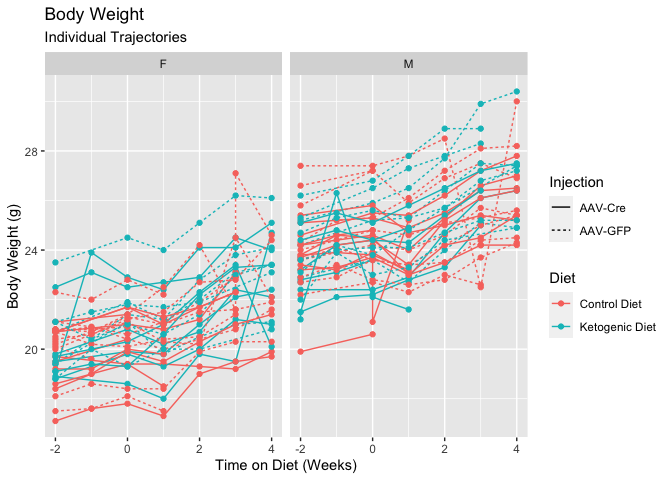 Body Weight
Individual Trajectories
F
M
Body Weight (g)
28
24
20
-2
0
2
4
-2
0
2
4
Time on Diet (Weeks)
Injection
AAV-Cre
AAV-GFP
Diet
Control Diet
Ketogenic Diet